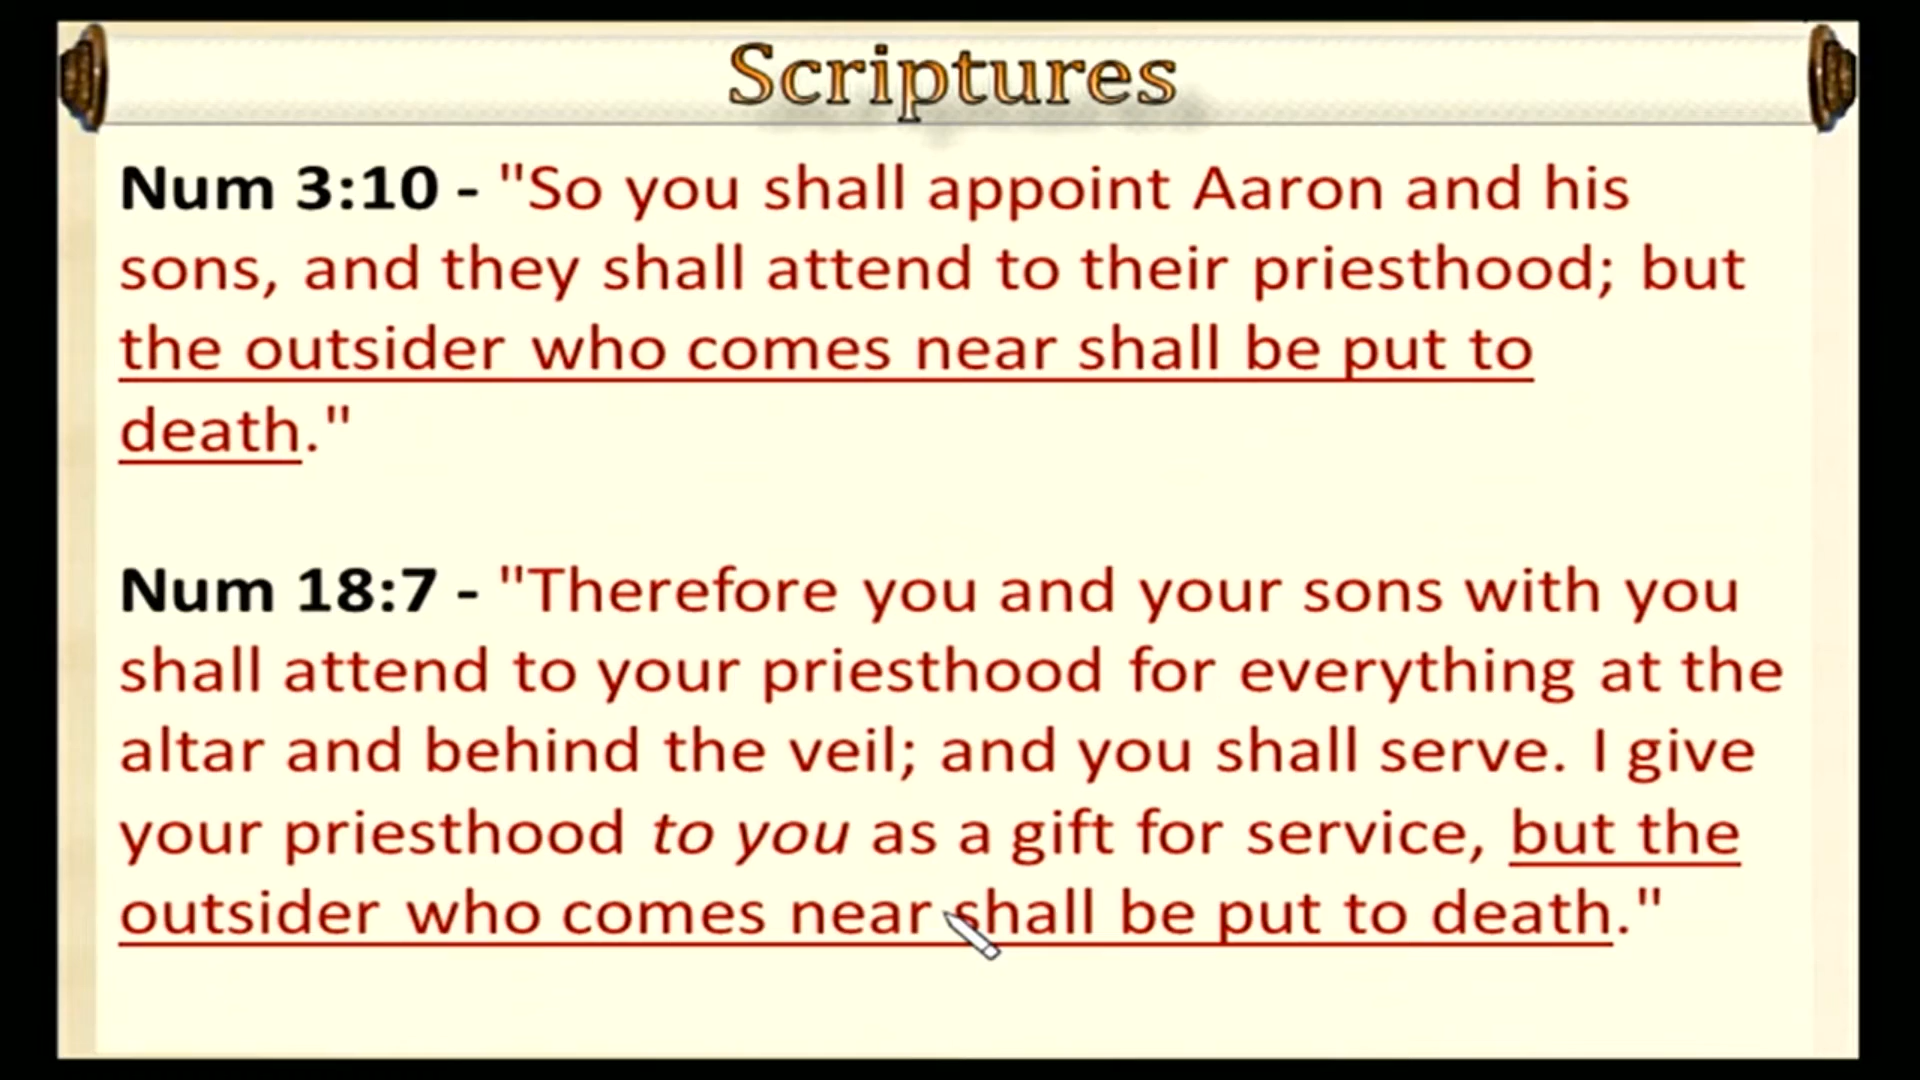 Scriptures
Num 3:10 - "So you shall appoint Aaron and his
sons, and they shall attend to their priesthood; but
the outsider who comes near shall be put to
death."
Num 18:7 - "Therefore you and your sons with you
shall attend to your priesthood for everything at the
altar and behind the veil; and you shall serve. I give
your priesthood to you as a gift for service, but the
outsider who comes near shall be put to death."